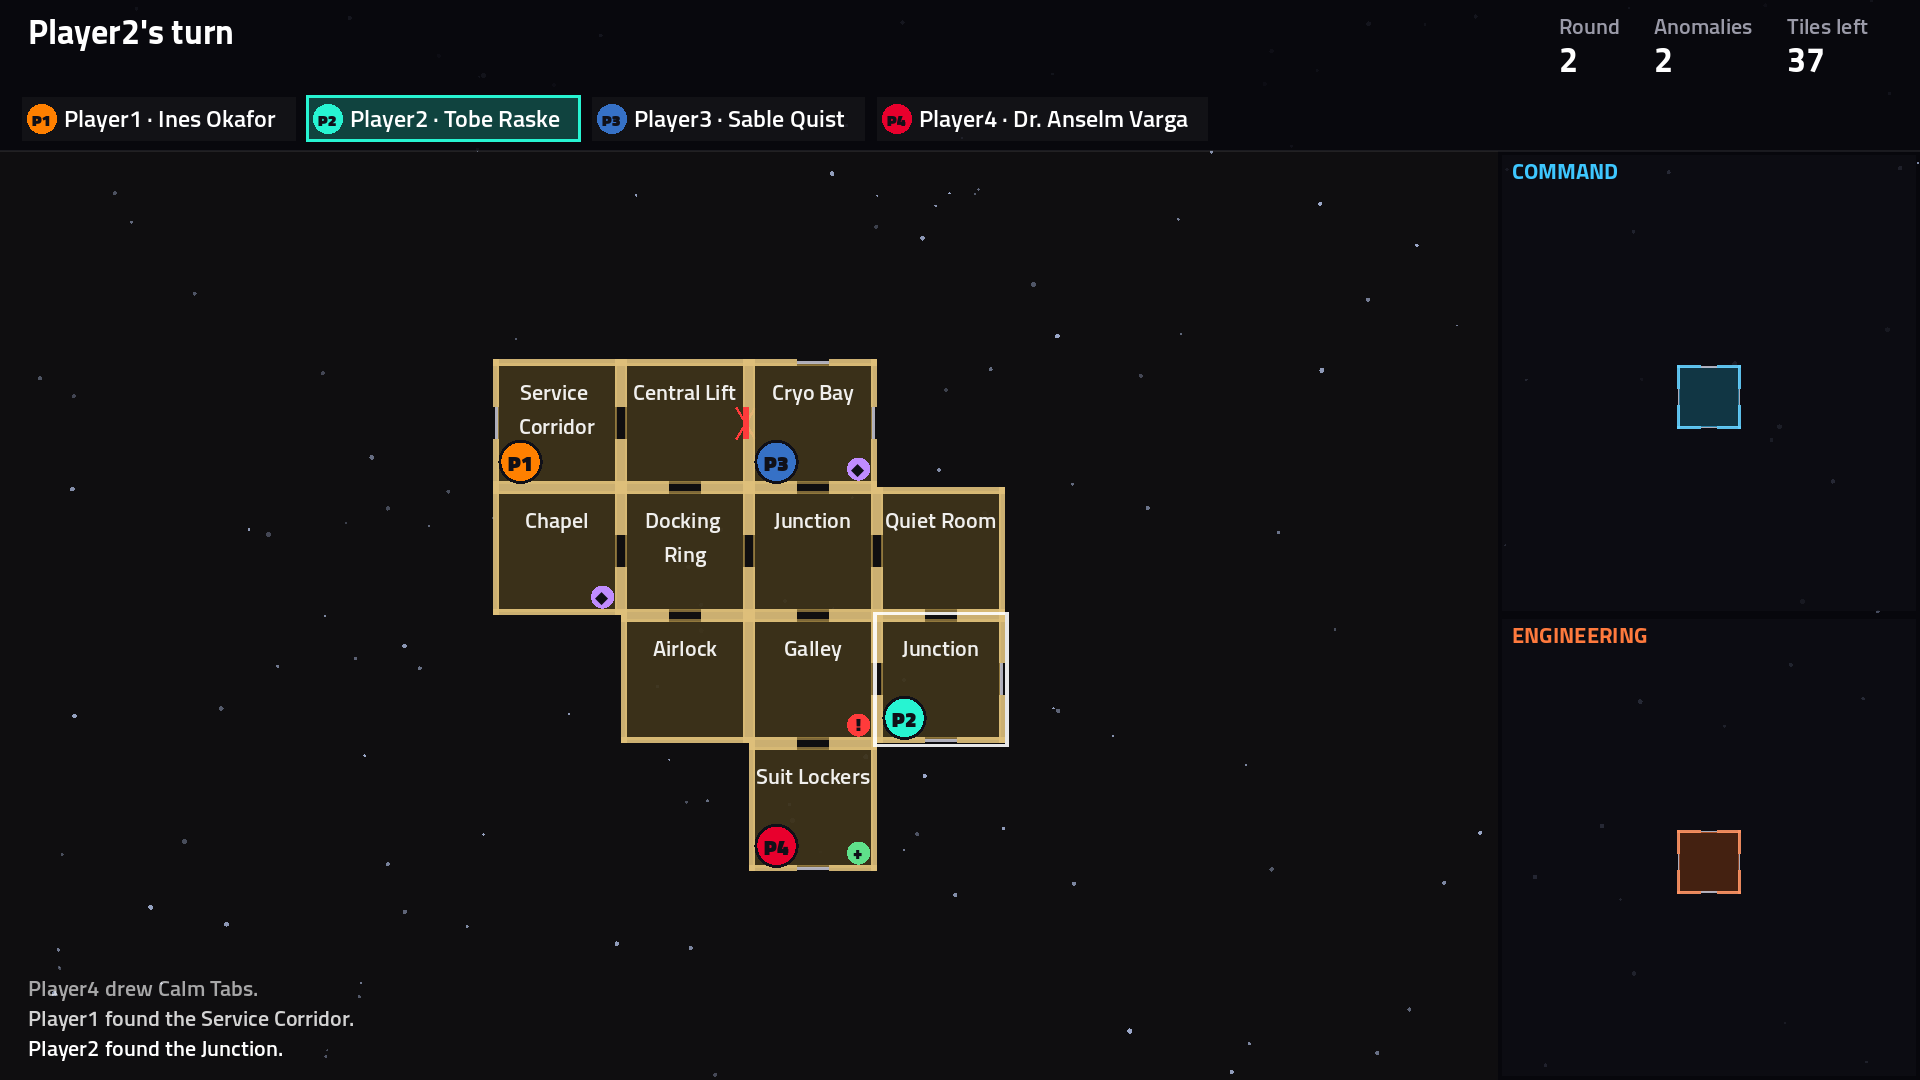 Player2's turn
Round
2
Anomalies
2
Tiles left
37
P1 Player1 · Ines Okafor
P2 Player2 · Tobe Raske
P3 Player3 · Sable Quist
P4 Player4 · Dr. Anselm Varga
COMMAND
ENGINEERING
Service
Corridor
P1
Central Lift
Cryo Bay
P3
Chapel
Docking
Ring
Junction
Quiet Room
Airlock
Galley
!
Junction
P2
Suit Lockers
P4
+
Player4 drew Calm Tabs.
Player1 found the Service Corridor.
Player2 found the Junction.